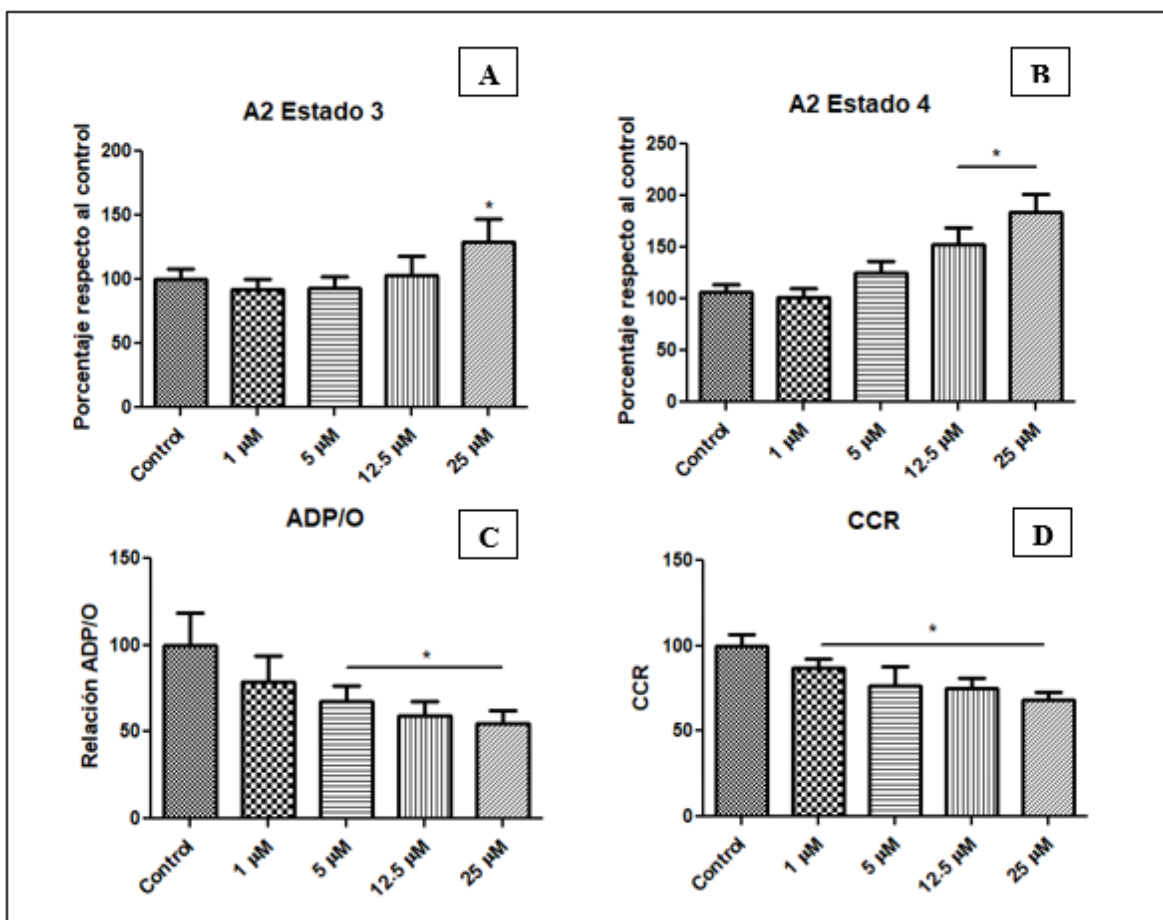 A
A2 Estado 3
Porcentaje respecto al control
200
150
100
50
0
*
Control
1 µM
5 µM
12.5 µM
25 µM
B
A2 Estado 4
Porcentaje respecto al control
250
200
150
100
50
0
*
Control
1 µM
5 µM
12.5 µM
25 µM
C
ADP/O
Relación ADP/O
150
100
50
0
*
Control
1 µM
5 µM
12.5 µM
25 µM
D
CCR
CCR
150
100
50
0
*
Control
1 µM
5 µM
12.5 µM
25 µM